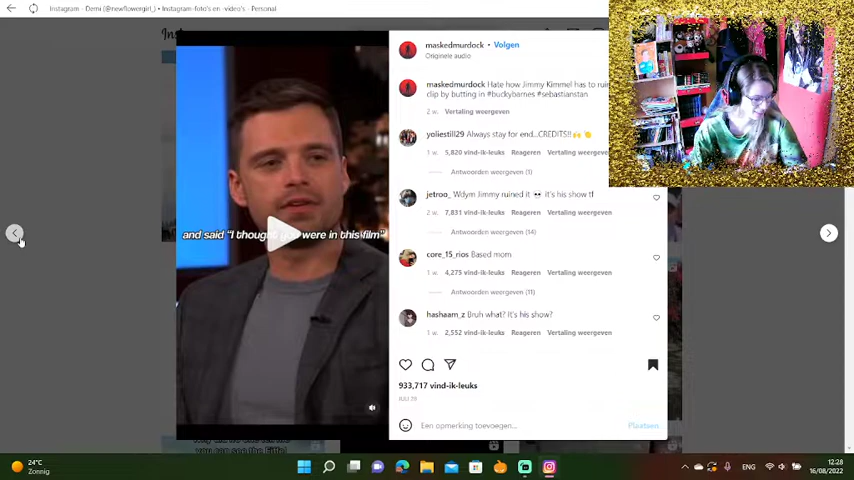 Instagram - Demi (@newflowergirl_) • Instagram-foto's en -video's - Personal
maskedmurdock • Volgen
Originele audio
maskedmurdock Hate how Jimmy Kimmel has to ruin
clip by butting in #buckybarnes #sebastianstan
2 w. Vertaling weergeven
yoliestill29 Always stay for end...CREDITS!! 🙌 👏
1 w. 5,820 vind-ik-leuks Reageren Vertaling weergeven
Antwoorden weergeven (1)
jetroo_ Wdym Jimmy ruined it 💀 it's his show tf
2 w. 7,831 vind-ik-leuks Reageren Vertaling weergeven
Antwoorden weergeven (14)
and said "I thought you were in this film"
core_15_rios Based mom
1 w. 4,275 vind-ik-leuks Reageren Vertaling weergeven
Antwoorden weergeven (11)
hashaam_z Bruh what? It's his show?
1 w. 2,552 vind-ik-leuks Reageren Vertaling weergeven
933,717 vind-ik-leuks
JULI 29
Een opmerking toevoegen...
Plaatsen
24°C
Zonnig
ENG
12:28
16/08/2022